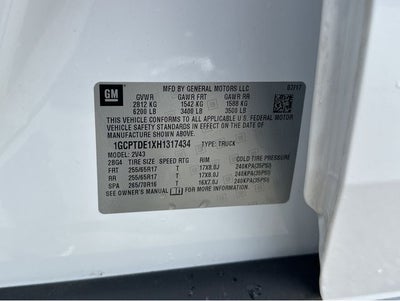 GM
MFD BY GENERAL MOTORS LLC 03/17
GVWR GAWR FRT GAWR RR
2812 KG 1542 KG 1588 KG
6200 LB 3400 LB 3500 LB
THIS VEHICLE CONFORMS TO ALL APPLICABLE U.S. FEDERAL MOTOR
VEHICLE SAFETY STANDARDS IN EFFECT ON THE DATE OF
MANUFACTURE SHOWN ABOVE.
1GCPTDE1XH1317434 TYPE: TRUCK
MODEL: 2V43
2BG4 TIRE SIZE SPEED RTG RIM COLD TIRE PRESSURE
FRT 255/65R17 T 17X8.0J 240KPA(35PSI)
RR 255/65R17 T 17X8.0J 240KPA(35PSI)
SPA 265/70R16 T 16X7.0J 240KPA(35PSI)
SEE OWNER'S MANUAL FOR ADDITIONAL INFORMATION.